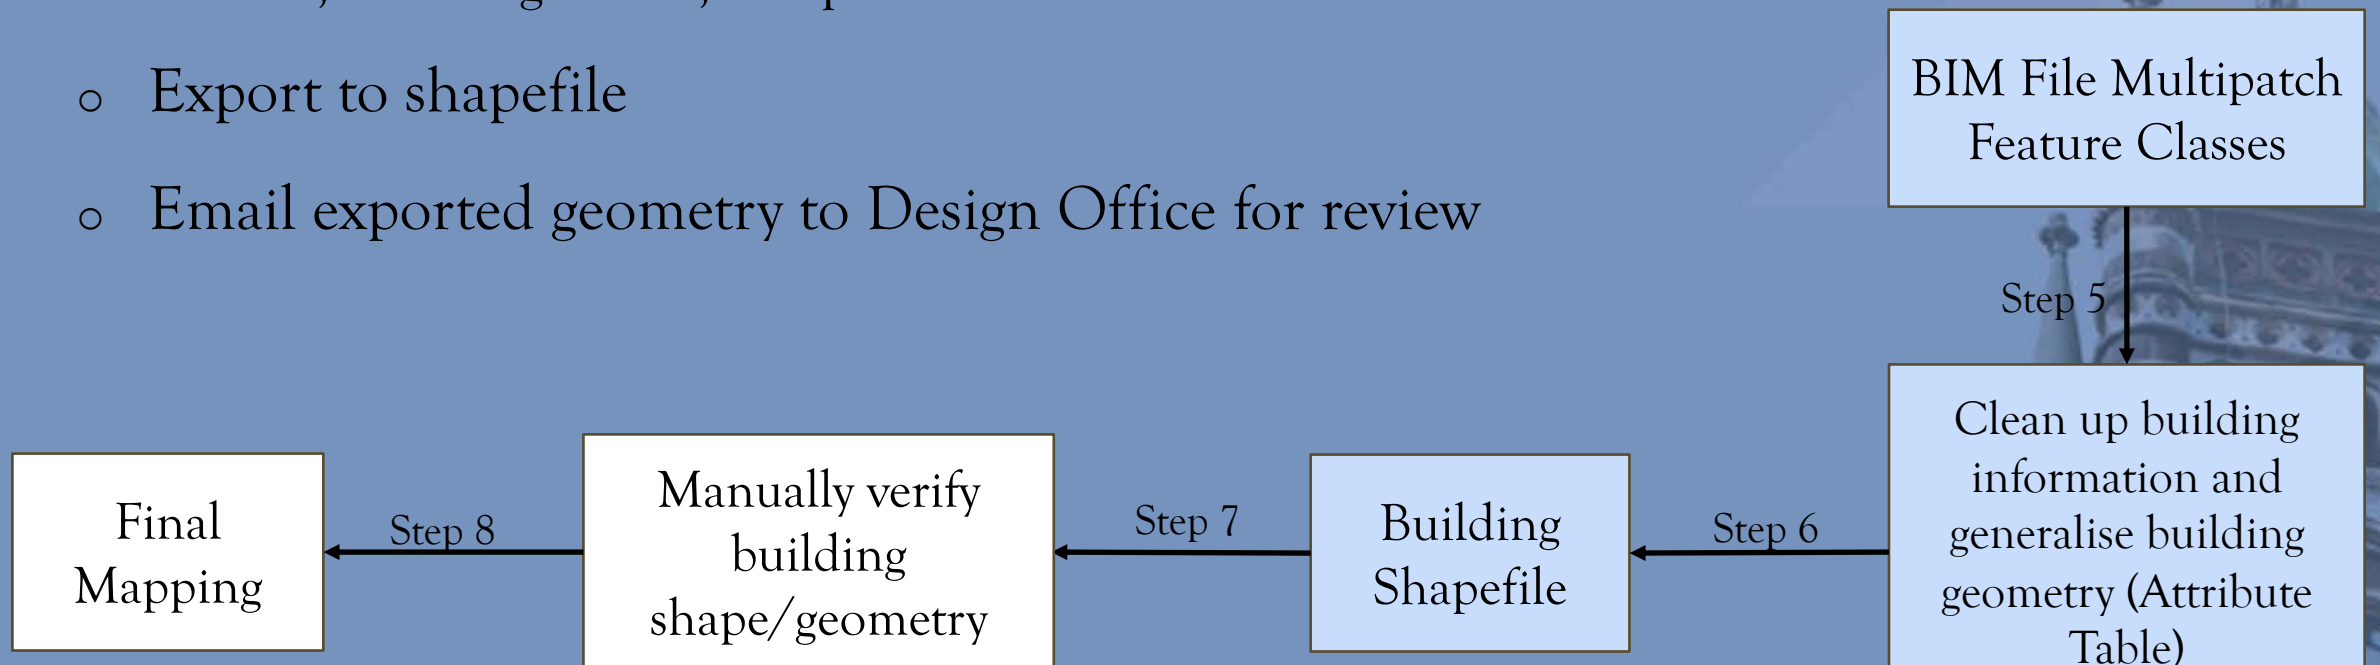 Export to shapefile
Email exported geometry to Design Office for review
BIM File Multipatch
Feature Classes
Step 5
Clean up building
information and
generalise building
geometry (Attribute
Table)
Step 6
Building
Shapefile
Step 7
Manually verify
building
shape/geometry
Step 8
Final
Mapping